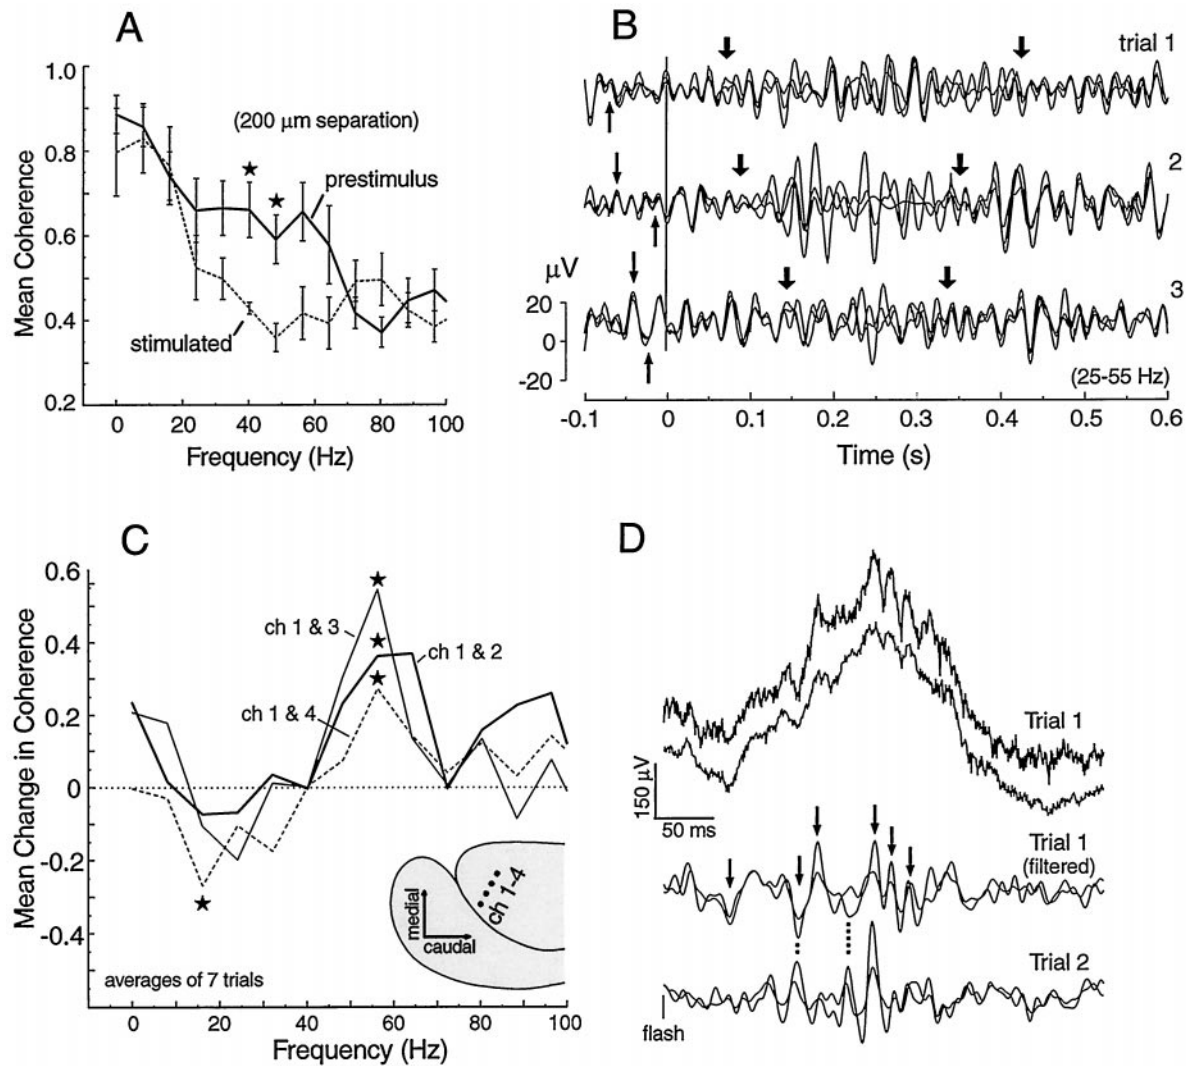 A
1.0
0.8
0.6
0.4
0.2
Mean Coherence
(200 μm separation)
prestimulus
stimulated
0 20 40 60 80 100
Frequency (Hz)
B
trial 1
2
3
μV
20
0
-20
(25-55 Hz)
-0.1 0 0.1 0.2 0.3 0.4 0.5 0.6
Time (s)
C
0.6
0.4
0.2
0
-0.2
-0.4
Mean Change in Coherence
ch 1 & 3
ch 1 & 2
ch 1 & 4
medial
caudal
ch 1-4
averages of 7 trials
0 20 40 60 80 100
Frequency (Hz)
D
Trial 1
150 μV
50 ms
Trial 1
(filtered)
Trial 2
flash